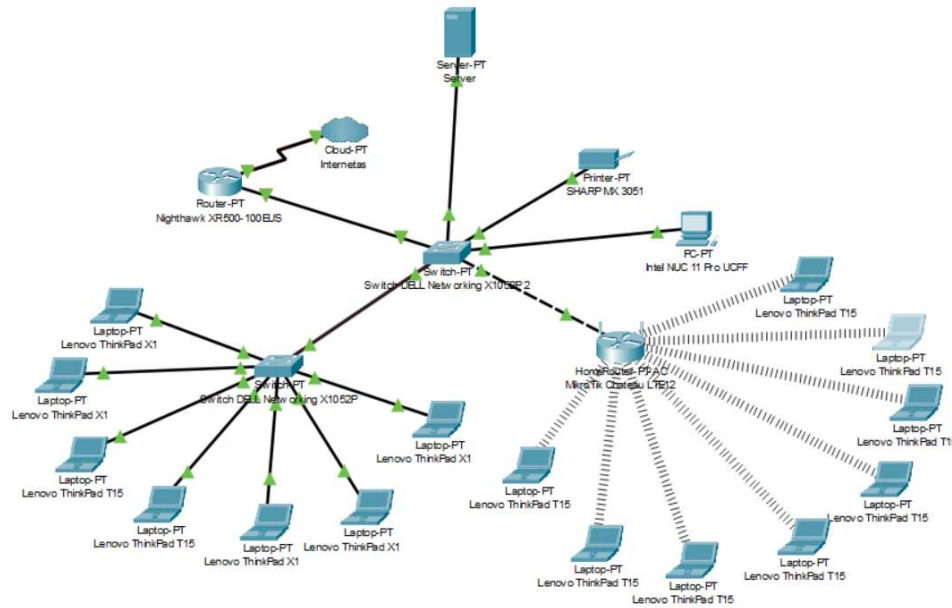 Server-PT
Server
Cloud-PT
Internetas
Router-PT
Nighthawk XR500-100EUS
Printer-PT
SHARP MX 3051
PC-PT
Intel NUC 11 Pro UCFF
Switch-PT
Switch DELL Networking X1052P 2
Laptop-PT
Lenovo ThinkPad T15
Laptop-PT
Lenovo ThinkPad X1
HomeRouter-PT-AC
MikroTik Chateau LTE12
Laptop-PT
Lenovo ThinkPad T15
Laptop-PT
Lenovo ThinkPad X1
Switch-PT
Switch DELL Networking X1052P
Laptop-PT
Lenovo ThinkPad T15
Laptop-PT
Lenovo ThinkPad X1
Laptop-PT
Lenovo ThinkPad T15
Laptop-PT
Lenovo ThinkPad T15
Laptop-PT
Lenovo ThinkPad T15
Laptop-PT
Lenovo ThinkPad T15
Laptop-PT
Lenovo ThinkPad X1
Laptop-PT
Lenovo ThinkPad X1
Laptop-PT
Lenovo ThinkPad T15
Laptop-PT
Lenovo ThinkPad T15
Laptop-PT
Lenovo ThinkPad T15